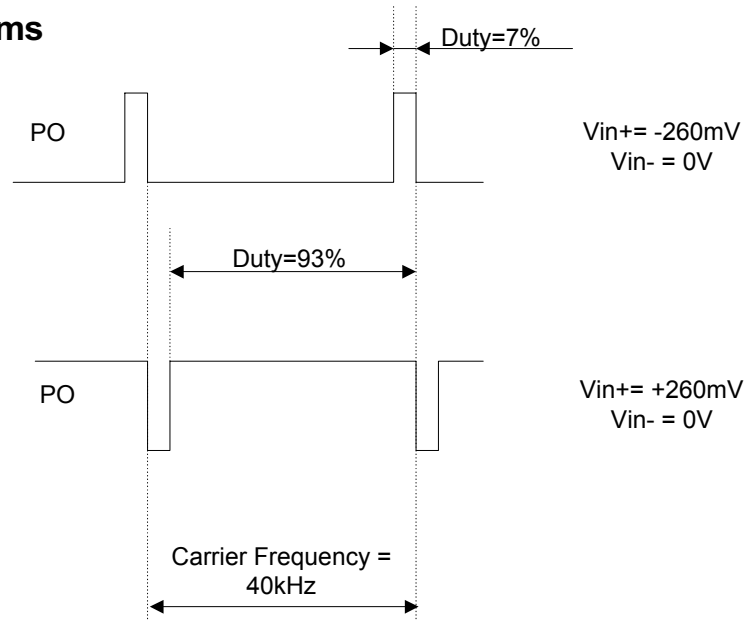 ms
Duty=7%
PO
Vin+= -260mV
Vin- = 0V
Duty=93%
PO
Vin+= +260mV
Vin- = 0V
Carrier Frequency =
40kHz